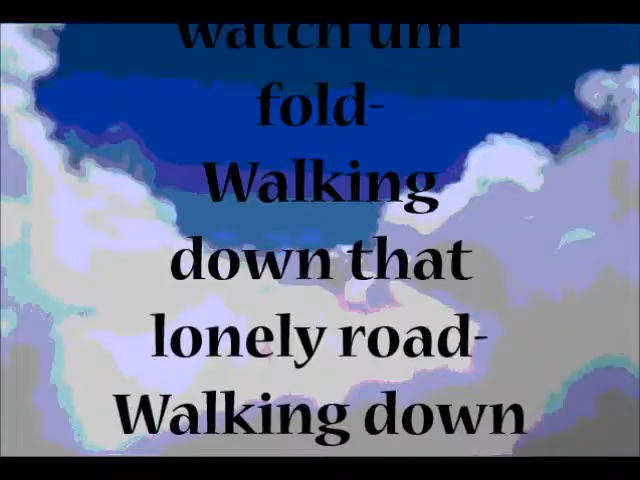 watch um
fold-
Walking
down that
lonely road-
Walking down